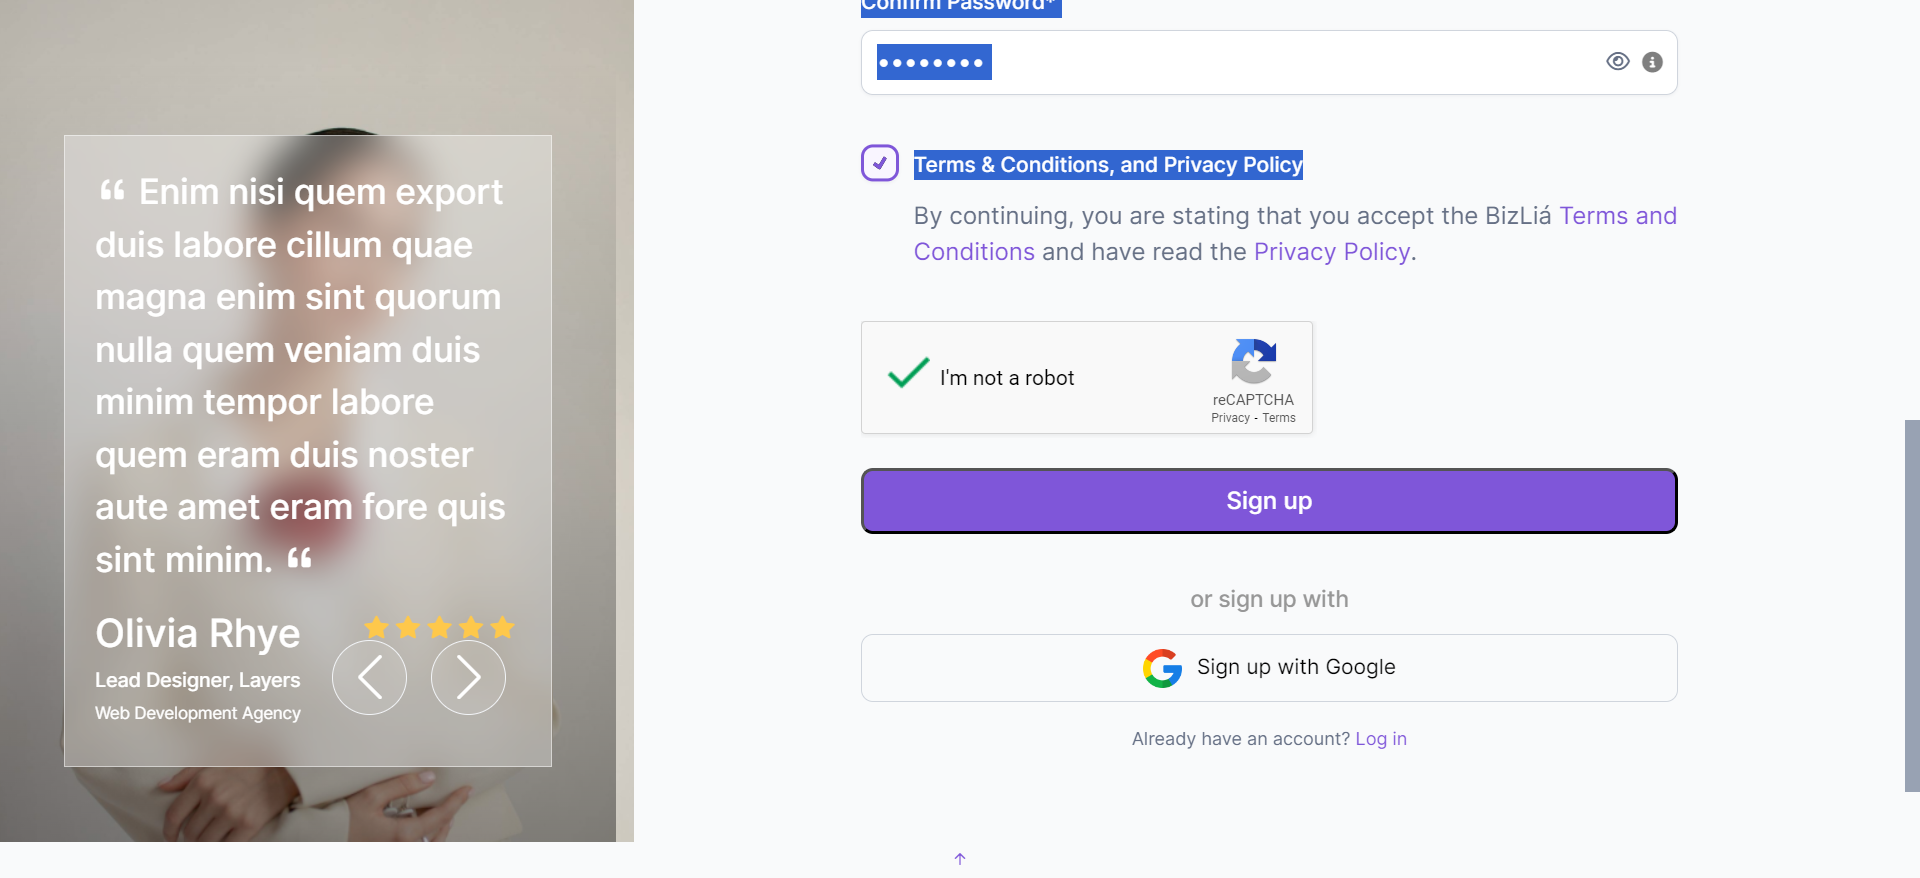 “ Enim nisi quem export
duis labore cillum quae
magna enim sint quorum
nulla quem veniam duis
minim tempor labore
quem eram duis noster
aute amet eram fore quis
sint minim. “
Olivia Rhye
Lead Designer, Layers
Web Development Agency
Confirm Password*
••••••••
Terms & Conditions, and Privacy Policy
By continuing, you are stating that you accept the BizLiá Terms and
Conditions and have read the Privacy Policy.
I'm not a robot
reCAPTCHA
Privacy - Terms
Sign up
or sign up with
Sign up with Google
Already have an account? Log in